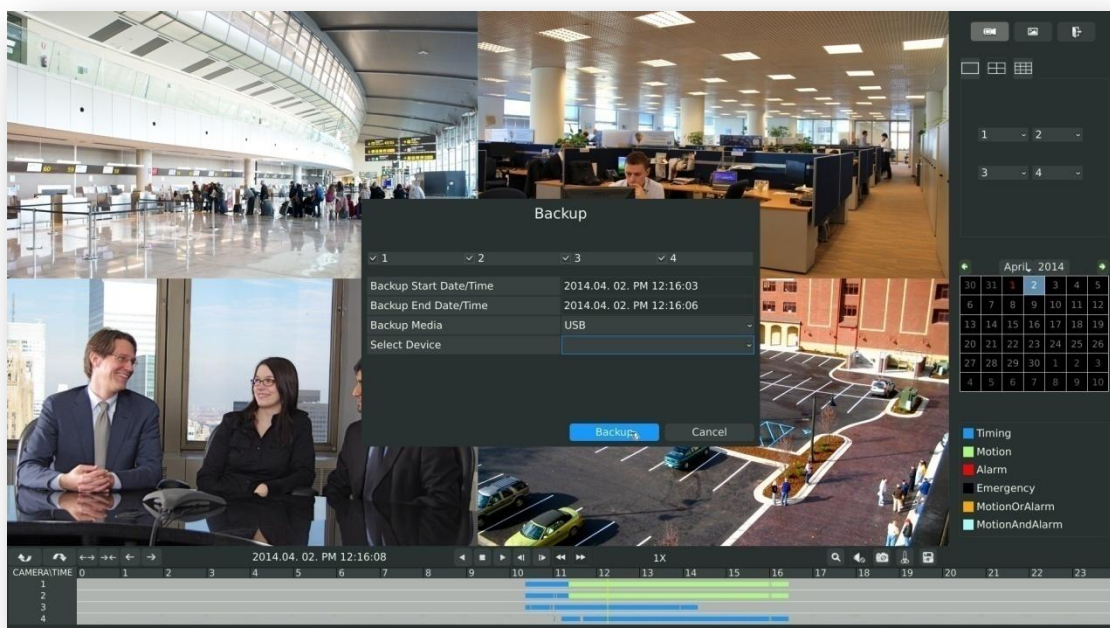 1 2
3 4
Backup
1 2 3 4
Backup Start Date/Time 2014.04. 02. PM 12:16:03
Backup End Date/Time 2014.04. 02. PM 12:16:06
Backup Media USB
Select Device
Backup Cancel
April, 2014
30 31 1 2 3 4 5
6 7 8 9 10 11 12
13 14 15 16 17 18 19
20 21 22 23 24 25 26
27 28 29 30 1 2 3
4 5 6 7 8 9 10
Timing
Motion
Alarm
Emergency
MotionOrAlarm
MotionAndAlarm
2014.04. 02. PM 12:16:08 1X
CAMERA\TIME 0 1 2 3 4 5 6 7 8 9 10 11 12 13 14 15 16 17 18 19 20 21 22 23
1
2
3
4